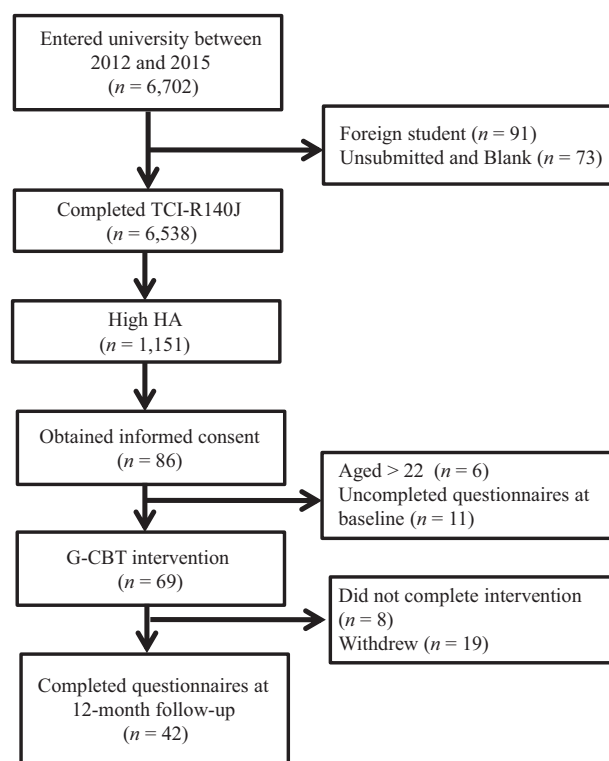 Entered university between
2012 and 2015
(n = 6,702)
Foreign student (n = 91)
Unsubmitted and Blank (n = 73)
Completed TCI-R140J
(n = 6,538)
High HA
(n = 1,151)
Obtained informed consent
(n = 86)
Aged > 22 (n = 6)
Uncompleted questionnaires at
baseline (n = 11)
G-CBT intervention
(n = 69)
Did not complete intervention
(n = 8)
Withdrew (n = 19)
Completed questionnaires at
12-month follow-up
(n = 42)